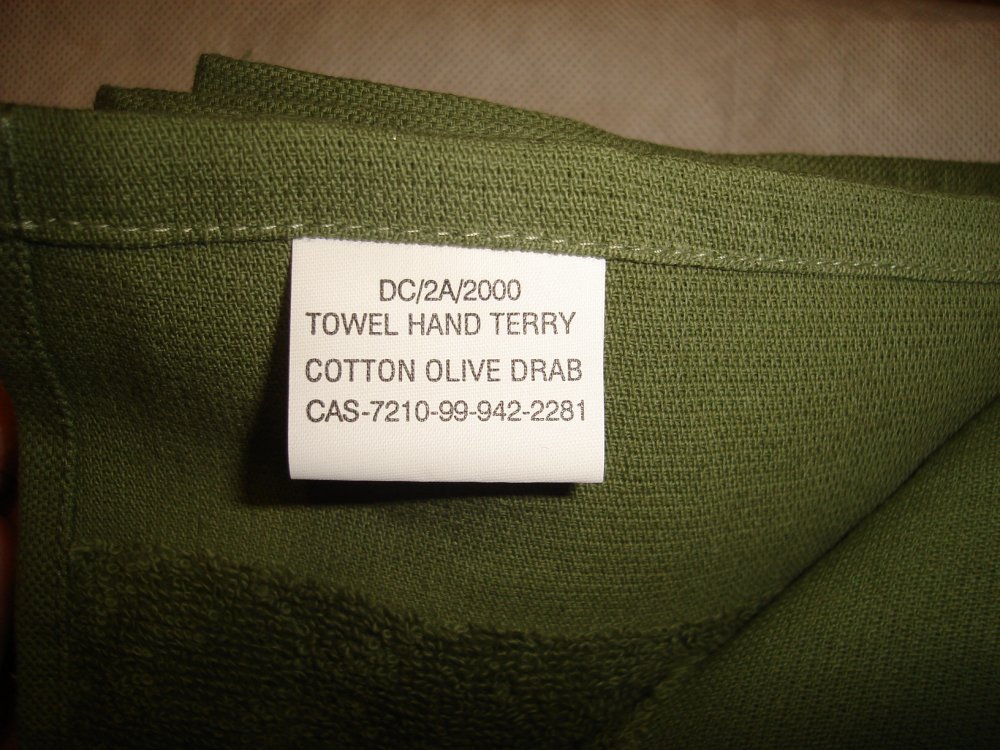 DC/2A/2000
TOWEL HAND TERRY
COTTON OLIVE DRAB
CAS-7210-99-942-2281